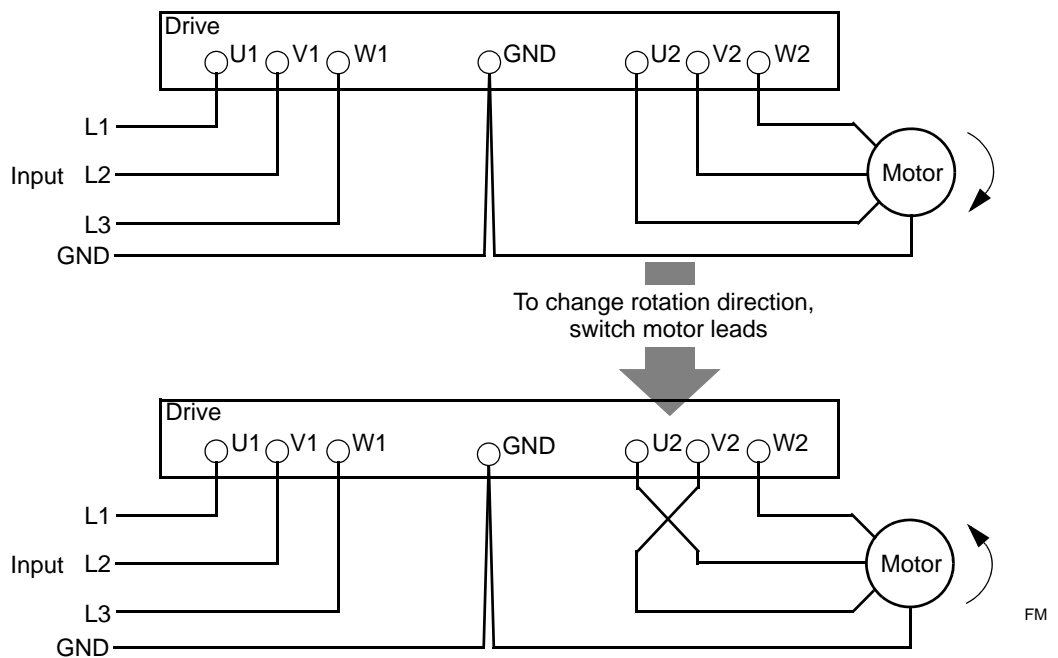 Drive
U1 V1 W1 GND U2 V2 W2
L1
Input L2 Motor
L3
GND
To change rotation direction,
switch motor leads
Drive
U1 V1 W1 GND U2 V2 W2
L1
Input L2 Motor
L3
FM
GND